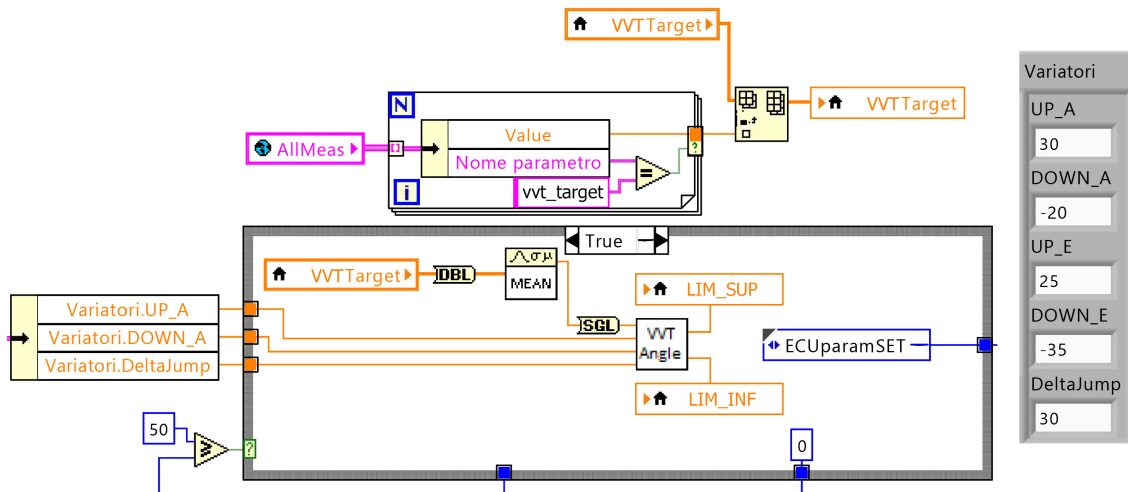 VVTTarget
VVTTarget
N
AllMeas
Value
Nome parametro
=
vvt_target
i
?
True
VVTTarget
DBL
MEAN
SGL
LIM_SUP
VVT
Angle
LIM_INF
ECUparamSET
Variatori.UP_A
Variatori.DOWN_A
Variatori.DeltaJump
50
?
0
Variatori
UP_A
30
DOWN_A
-20
UP_E
25
DOWN_E
-35
DeltaJump
30